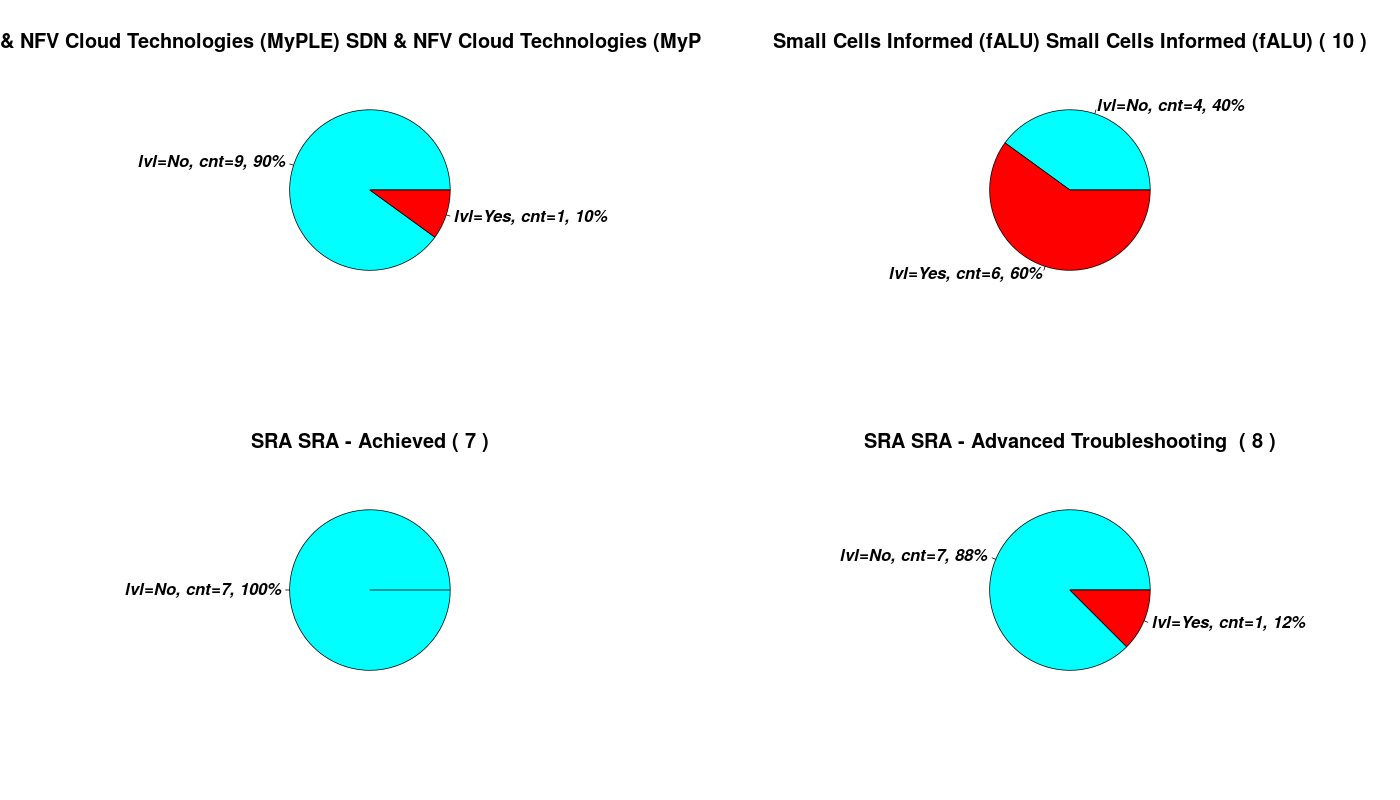 & NFV Cloud Technologies (MyPLE) SDN & NFV Cloud Technologies (MyP
lvl=No, cnt=9, 90%
lvl=Yes, cnt=1, 10%
Small Cells Informed (fALU) Small Cells Informed (fALU) ( 10 )
lvl=No, cnt=4, 40%
lvl=Yes, cnt=6, 60%
SRA SRA - Achieved ( 7 )
lvl=No, cnt=7, 100%
SRA SRA - Advanced Troubleshooting  ( 8 )
lvl=No, cnt=7, 88%
lvl=Yes, cnt=1, 12%